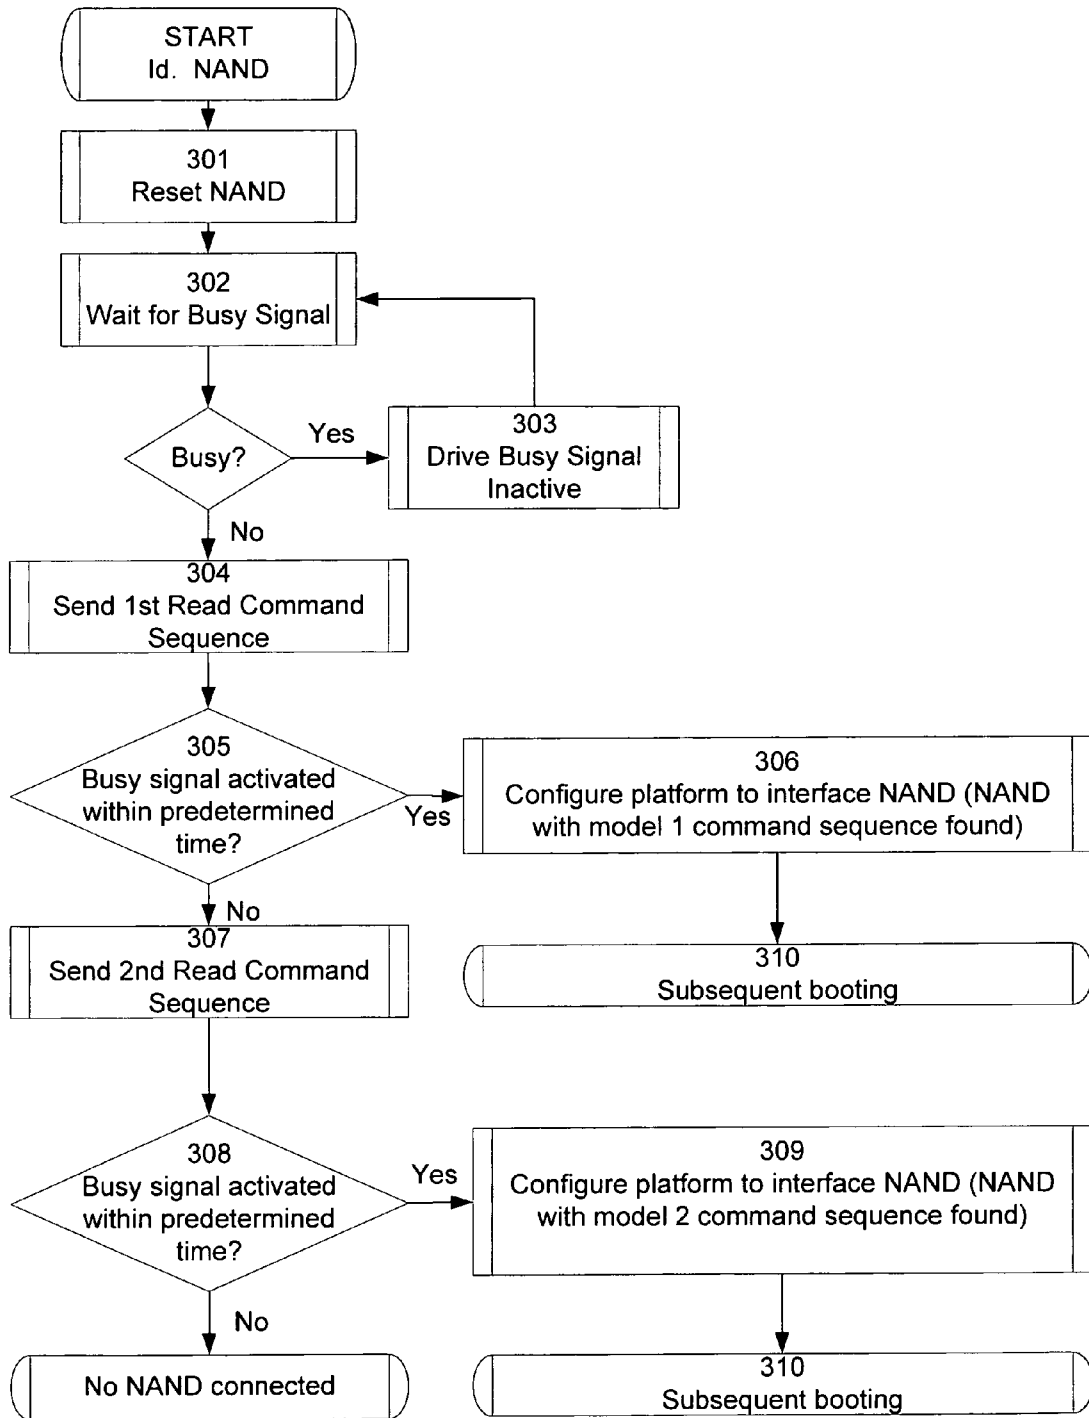 START
Id. NAND
301
Reset NAND
302
Wait for Busy Signal
Busy?
Yes
303
Drive Busy Signal
Inactive
No
304
Send 1st Read Command
Sequence
305
Busy signal activated
within predetermined
time?
Yes
306
Configure platform to interface NAND (NAND
with model 1 command sequence found)
310
Subsequent booting
No
307
Send 2nd Read Command
Sequence
308
Busy signal activated
within predetermined
time?
Yes
309
Configure platform to interface NAND (NAND
with model 2 command sequence found)
310
Subsequent booting
No
No NAND connected